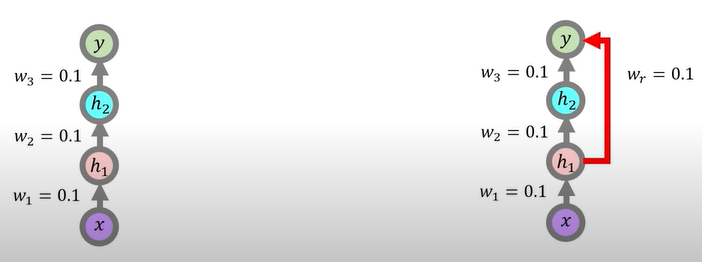 y
w₃ = 0.1
h₂
w₂ = 0.1
h₁
w₁ = 0.1
x
y
wᵣ = 0.1
w₃ = 0.1
h₂
w₂ = 0.1
h₁
w₁ = 0.1
x